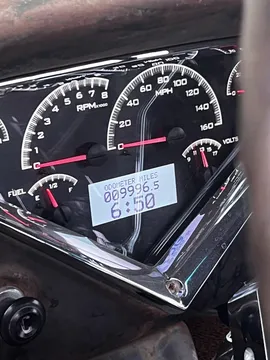 0 1 2 3 4 5 6 7 8
RPM x1000
0 20 40 60 80 100 120 140 160
MPH
FUEL
E 1/2 F
VOLTS
ODOMETER MILES
009996.5
6:50